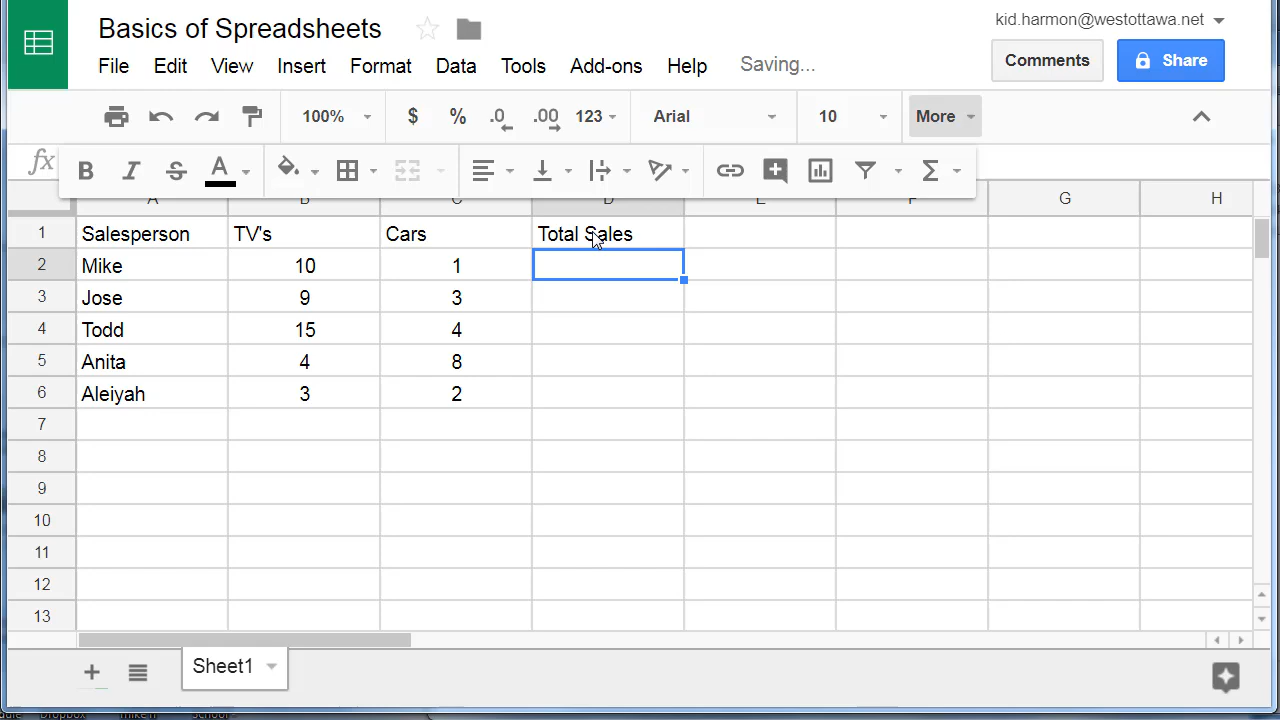 Basics of Spreadsheets
kid.harmon@westottawa.net
File Edit View Insert Format Data Tools Add-ons Help Saving...
Comments Share
100% $ % .0 .00 123 Arial 10 More
fx B I S A Σ
A B C D E F G H
1 Salesperson TV's Cars Total Sales
2 Mike 10 1
3 Jose 9 3
4 Todd 15 4
5 Anita 4 8
6 Aleiyah 3 2
7
8
9
10
11
12
13
Sheet1
Dropbox